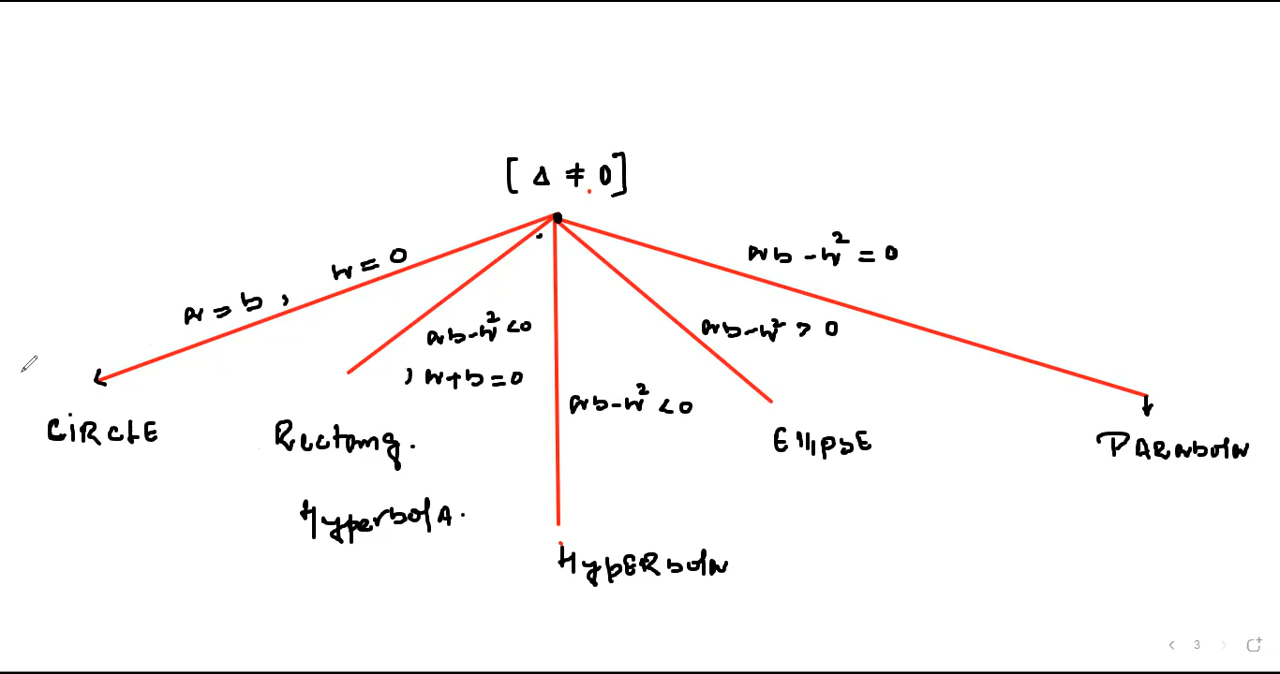 [ Δ ≠ 0 ]
a = b , h = 0
ab - h² < 0
, a + b = 0
ab - h² < 0
ab - h² > 0
ab - h² = 0
CIRCLE
Rectang.
HyperbolA.
HypERbola
EllipsE
PARabola
3